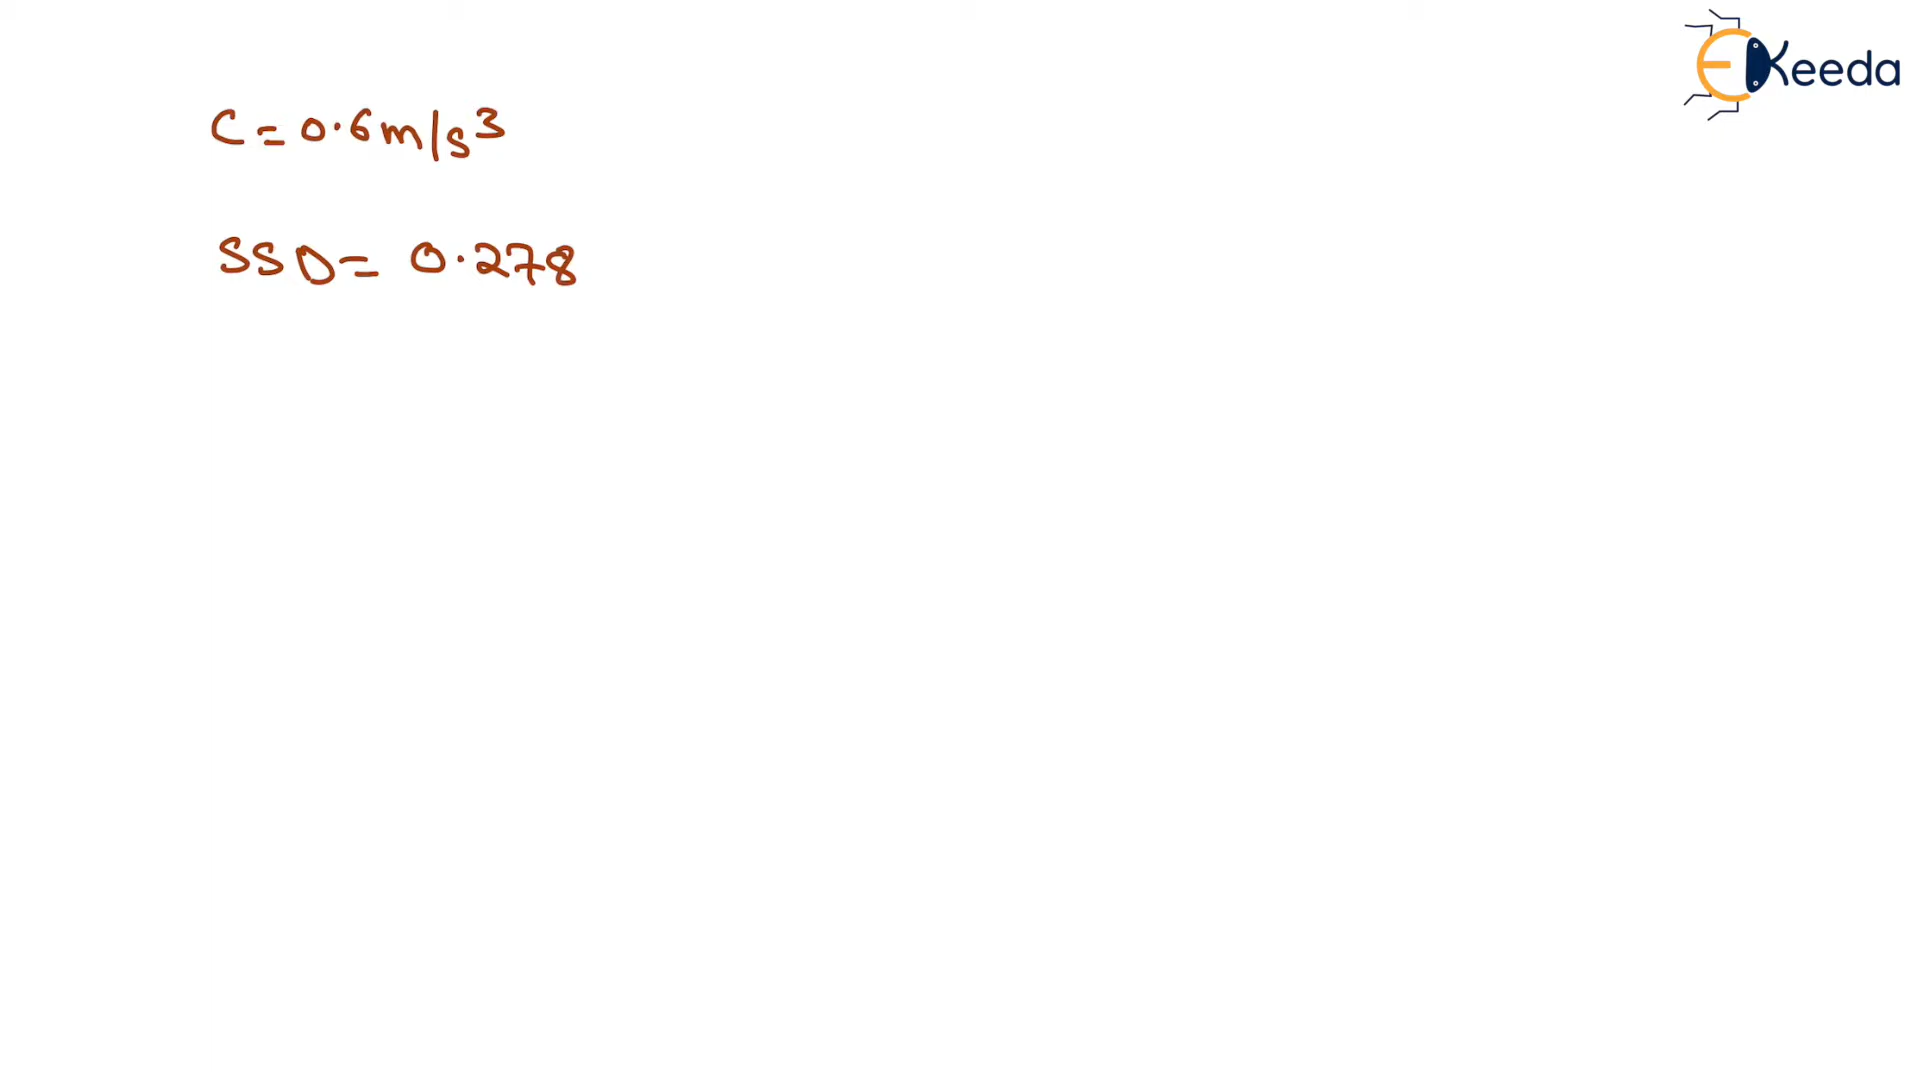 EKeeda
C = 0.6 m/s³
SSD = 0.278